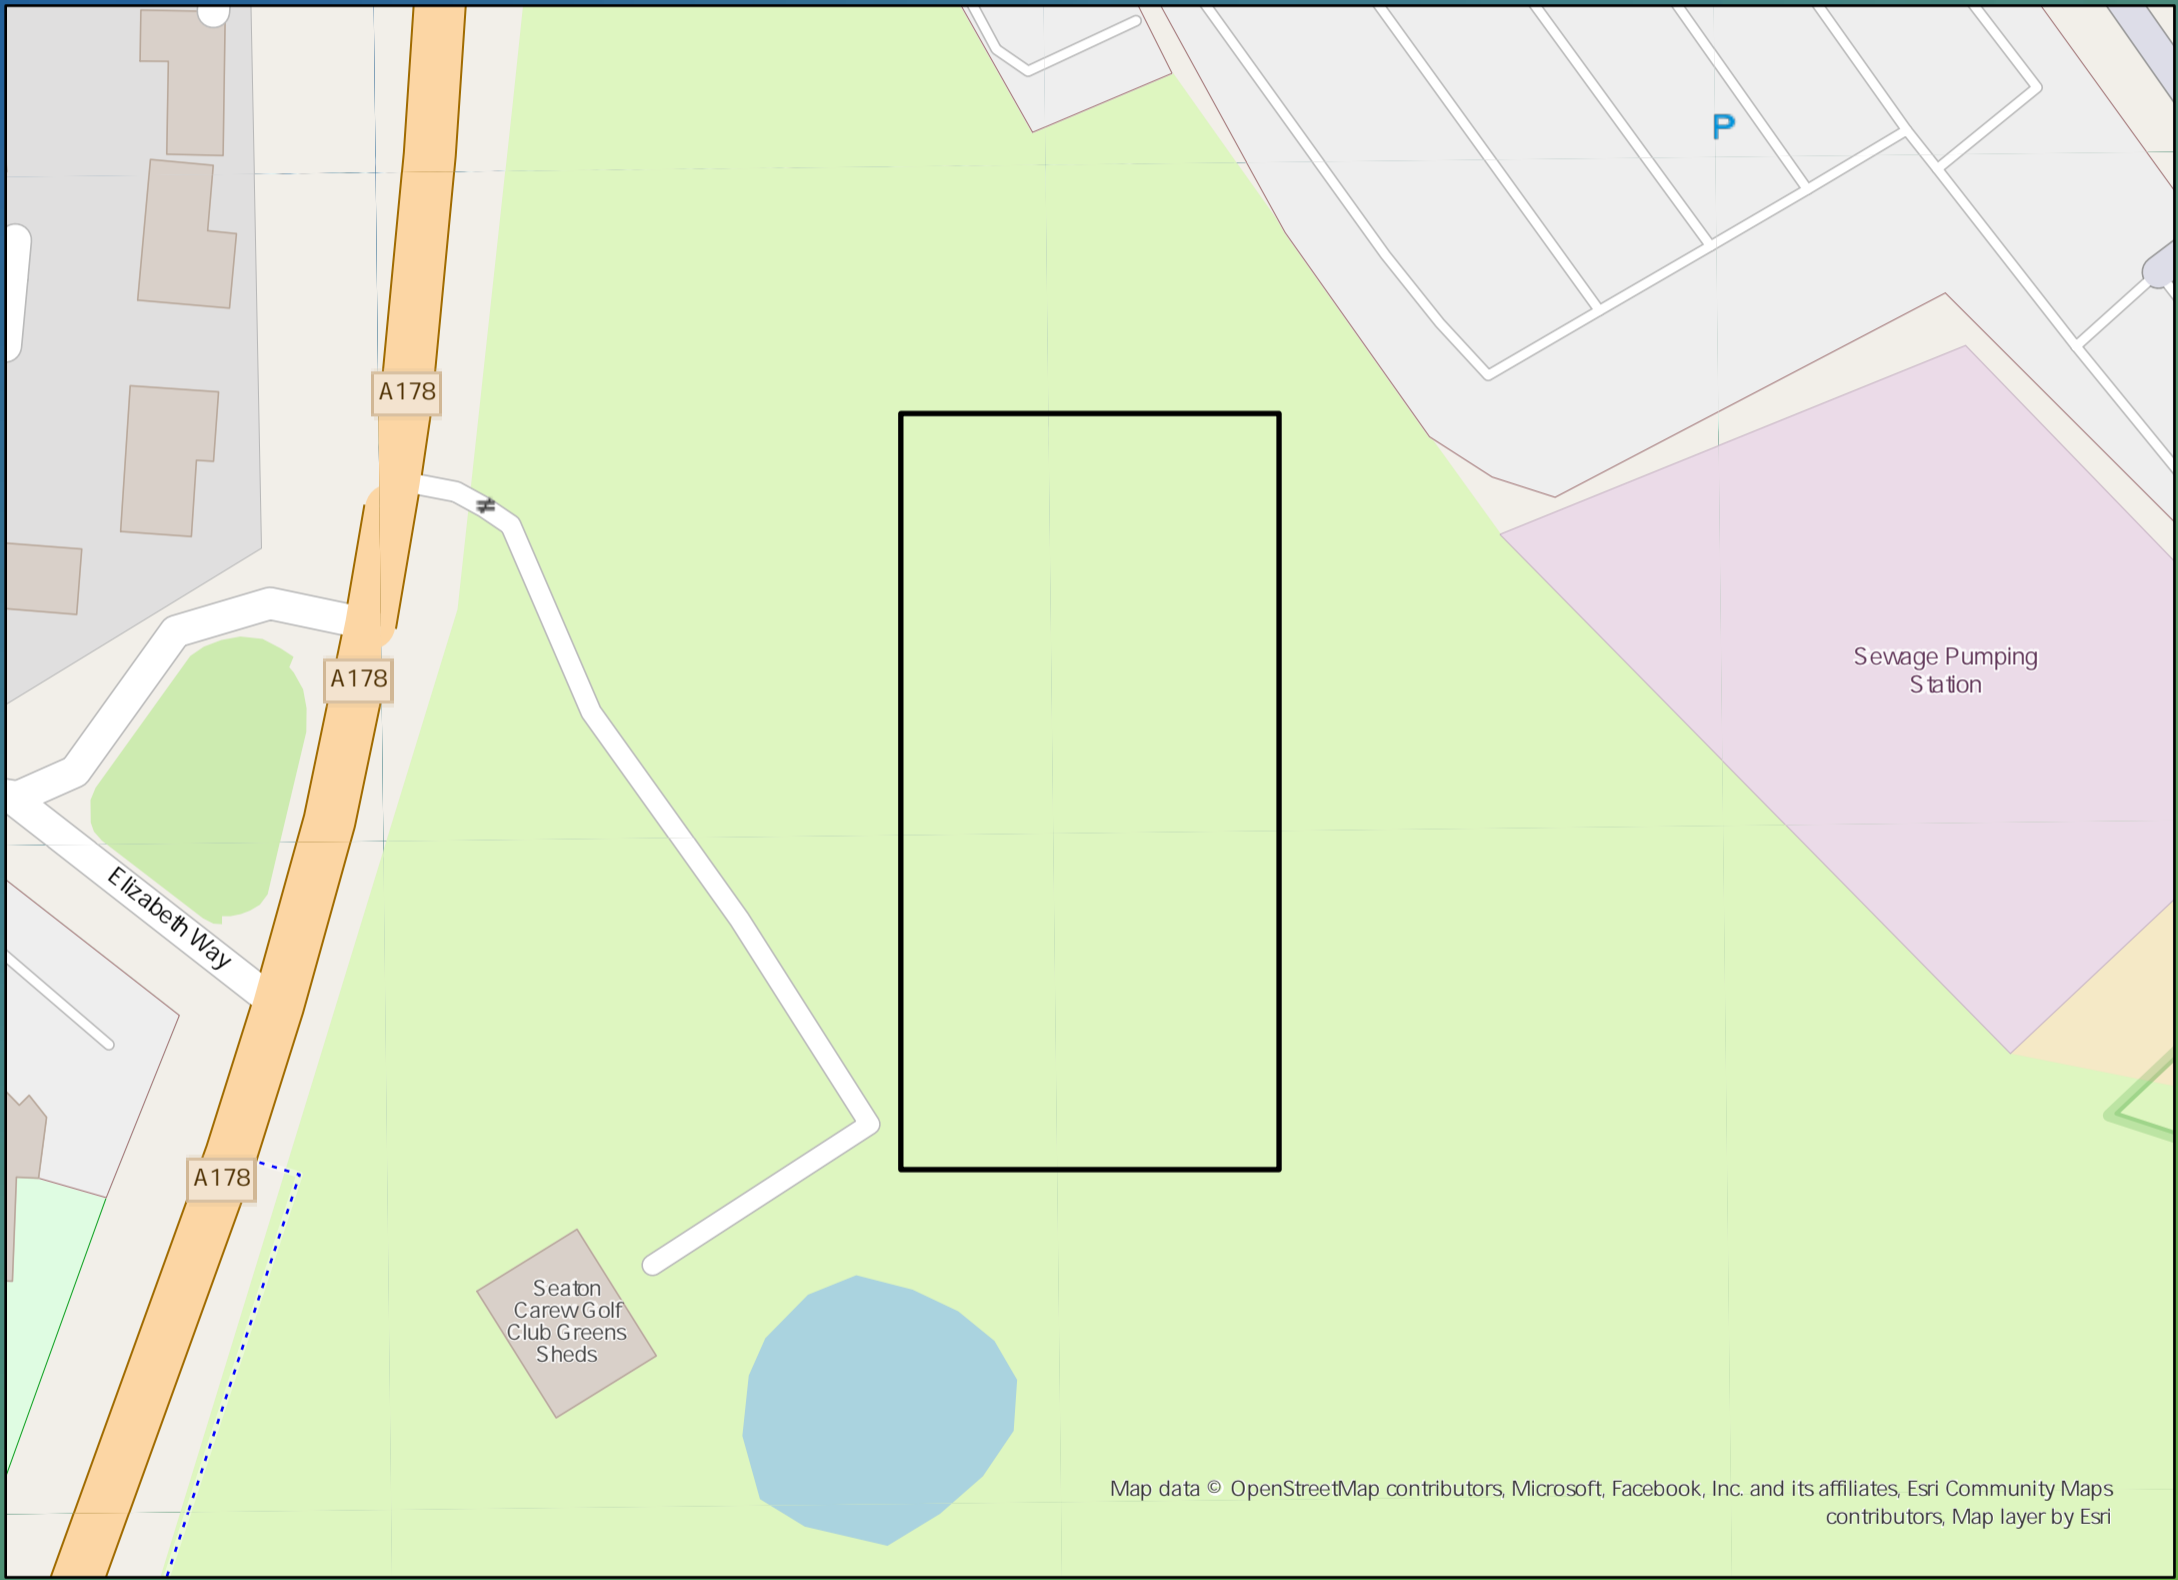 P
A178
Sewage Pumping
Station
A178
Elizabeth Way
A178
Seaton
Carew Golf
Club Greens
Sheds
Map data © OpenStreetMap contributors, Microsoft, Facebook, Inc. and its affiliates, Esri Community Maps
contributors, Map layer by Esri